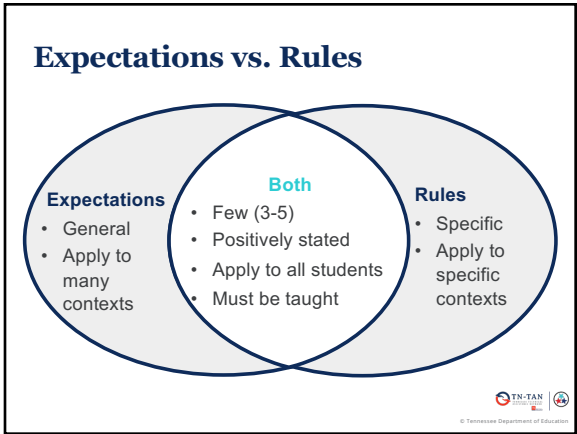 Expectations vs. Rules
Expectations
• General
• Apply to
many
contexts
Both
• Few (3-5)
• Positively stated
• Apply to all students
• Must be taught
Rules
• Specific
• Apply to
specific
contexts
TN-TAN
© Tennessee Department of Education